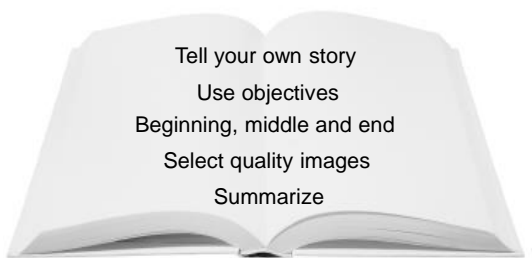 Tell your own story
Use objectives
Beginning, middle and end
Select quality images
Summarize